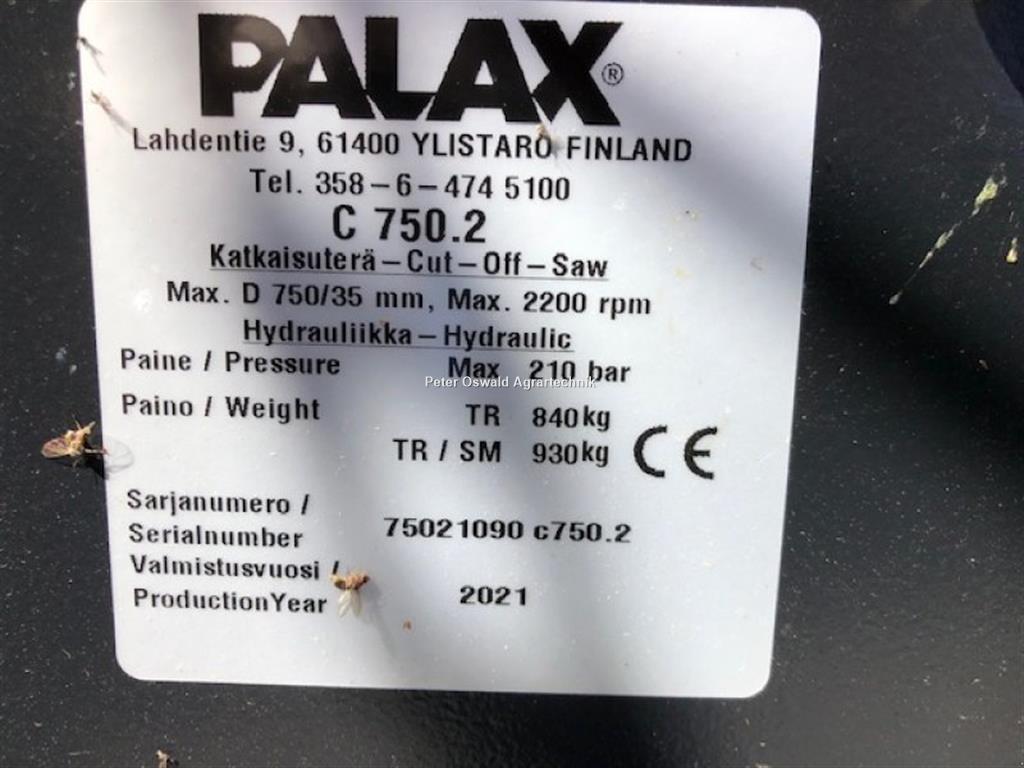 PALAX®
Lahdentie 9, 61400 YLISTARO FINLAND
Tel. 358-6-474 5100
C 750.2
Katkaisuterä-Cut-Off-Saw
Max. D 750/35 mm, Max. 2200 rpm
Hydrauliikka-Hydraulic
Paine / Pressure Max 210 bar
Peter Oswald Agrartechnik
Paino / Weight TR 840kg
TR / SM 930kg CE
Sarjanumero /
Serialnumber 75021090 c750.2
Valmistusvuosi /
ProductionYear 2021